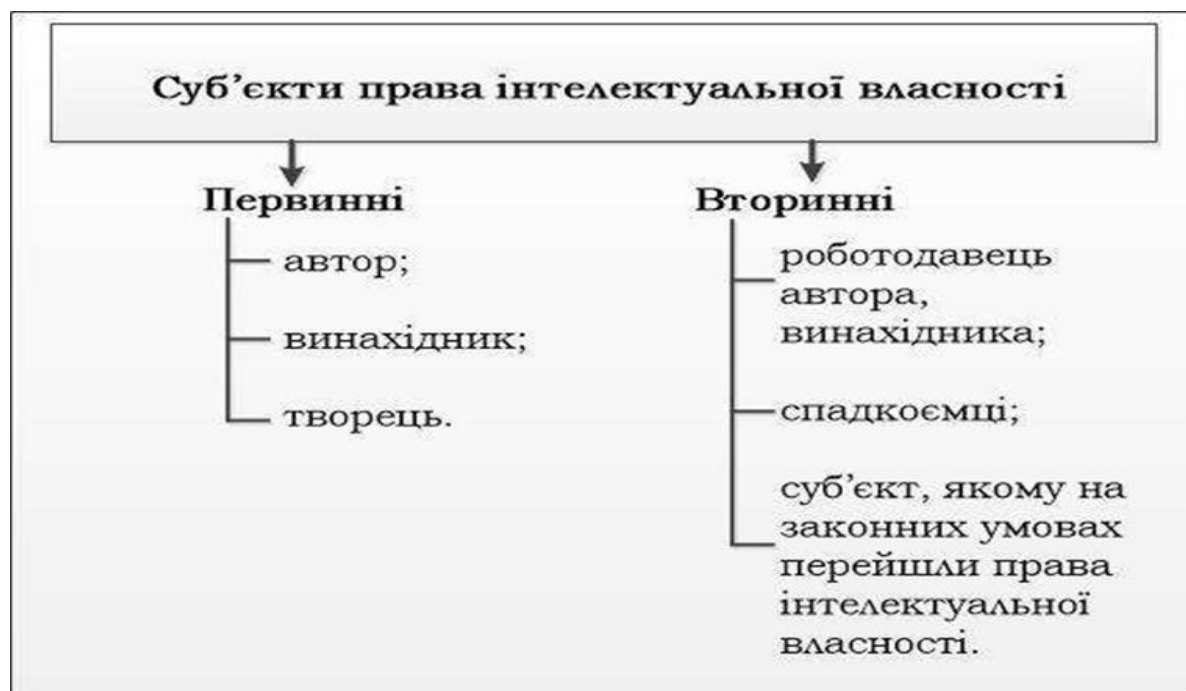 Суб’єкти права інтелектуальної власності
Первинні
автор;
винахідник;
творець.
Вторинні
роботодавець
автора,
винахідника;
спадкоємці;
суб’єкт, якому на
законних умовах
перейшли права
інтелектуальної
власності.